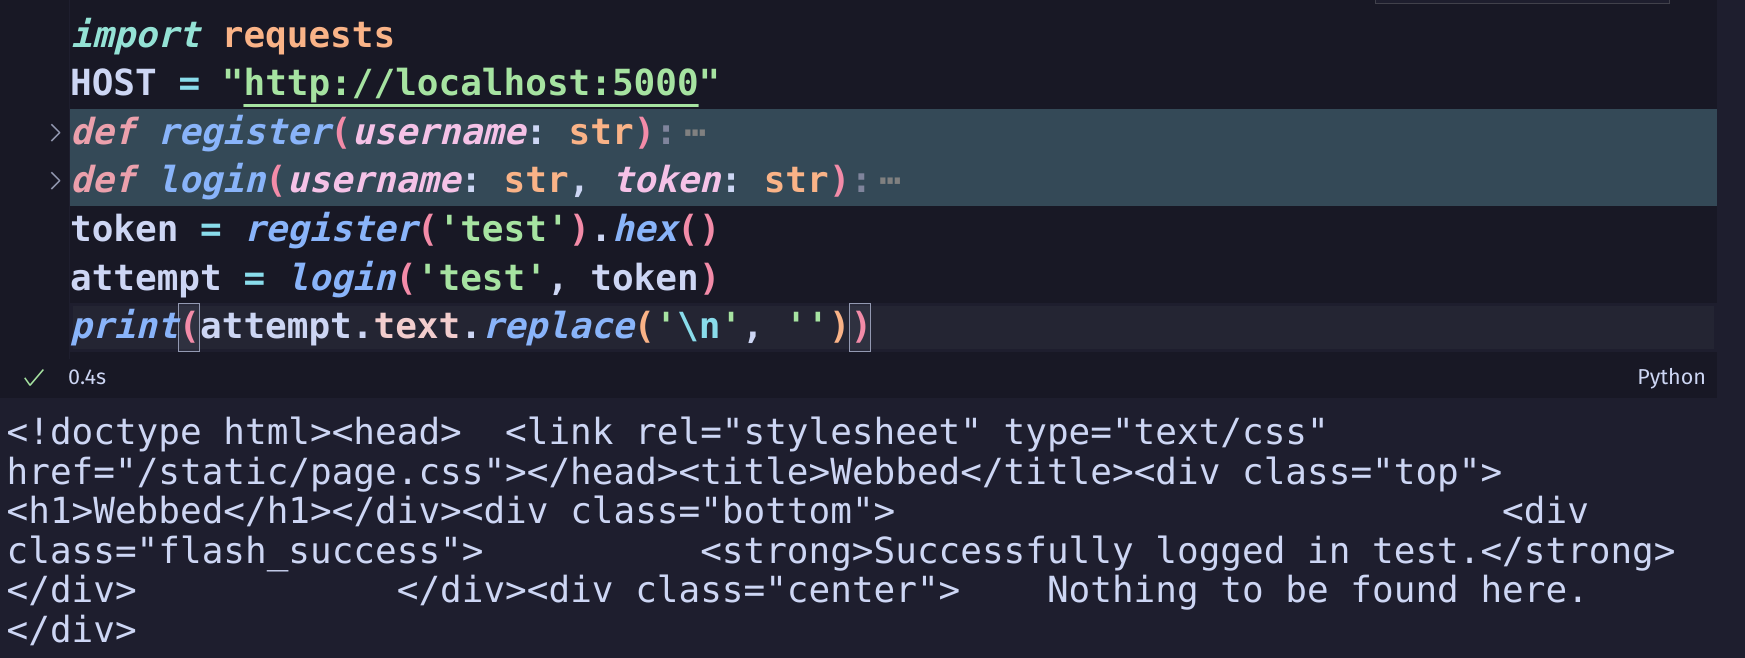 import requests
HOST = "http://localhost:5000"
def register(username: str):⋯
def login(username: str, token: str):⋯
token = register('test').hex()
attempt = login('test', token)
print(attempt.text.replace('\n', ''))
0.4s Python
<!doctype html><head>  <link rel="stylesheet" type="text/css"
href="/static/page.css"></head><title>Webbed</title><div class="top">
<h1>Webbed</h1></div><div class="bottom">                            <div
class="flash_success">          <strong>Successfully logged in test.</strong>
</div>            </div><div class="center">    Nothing to be found here.
</div>